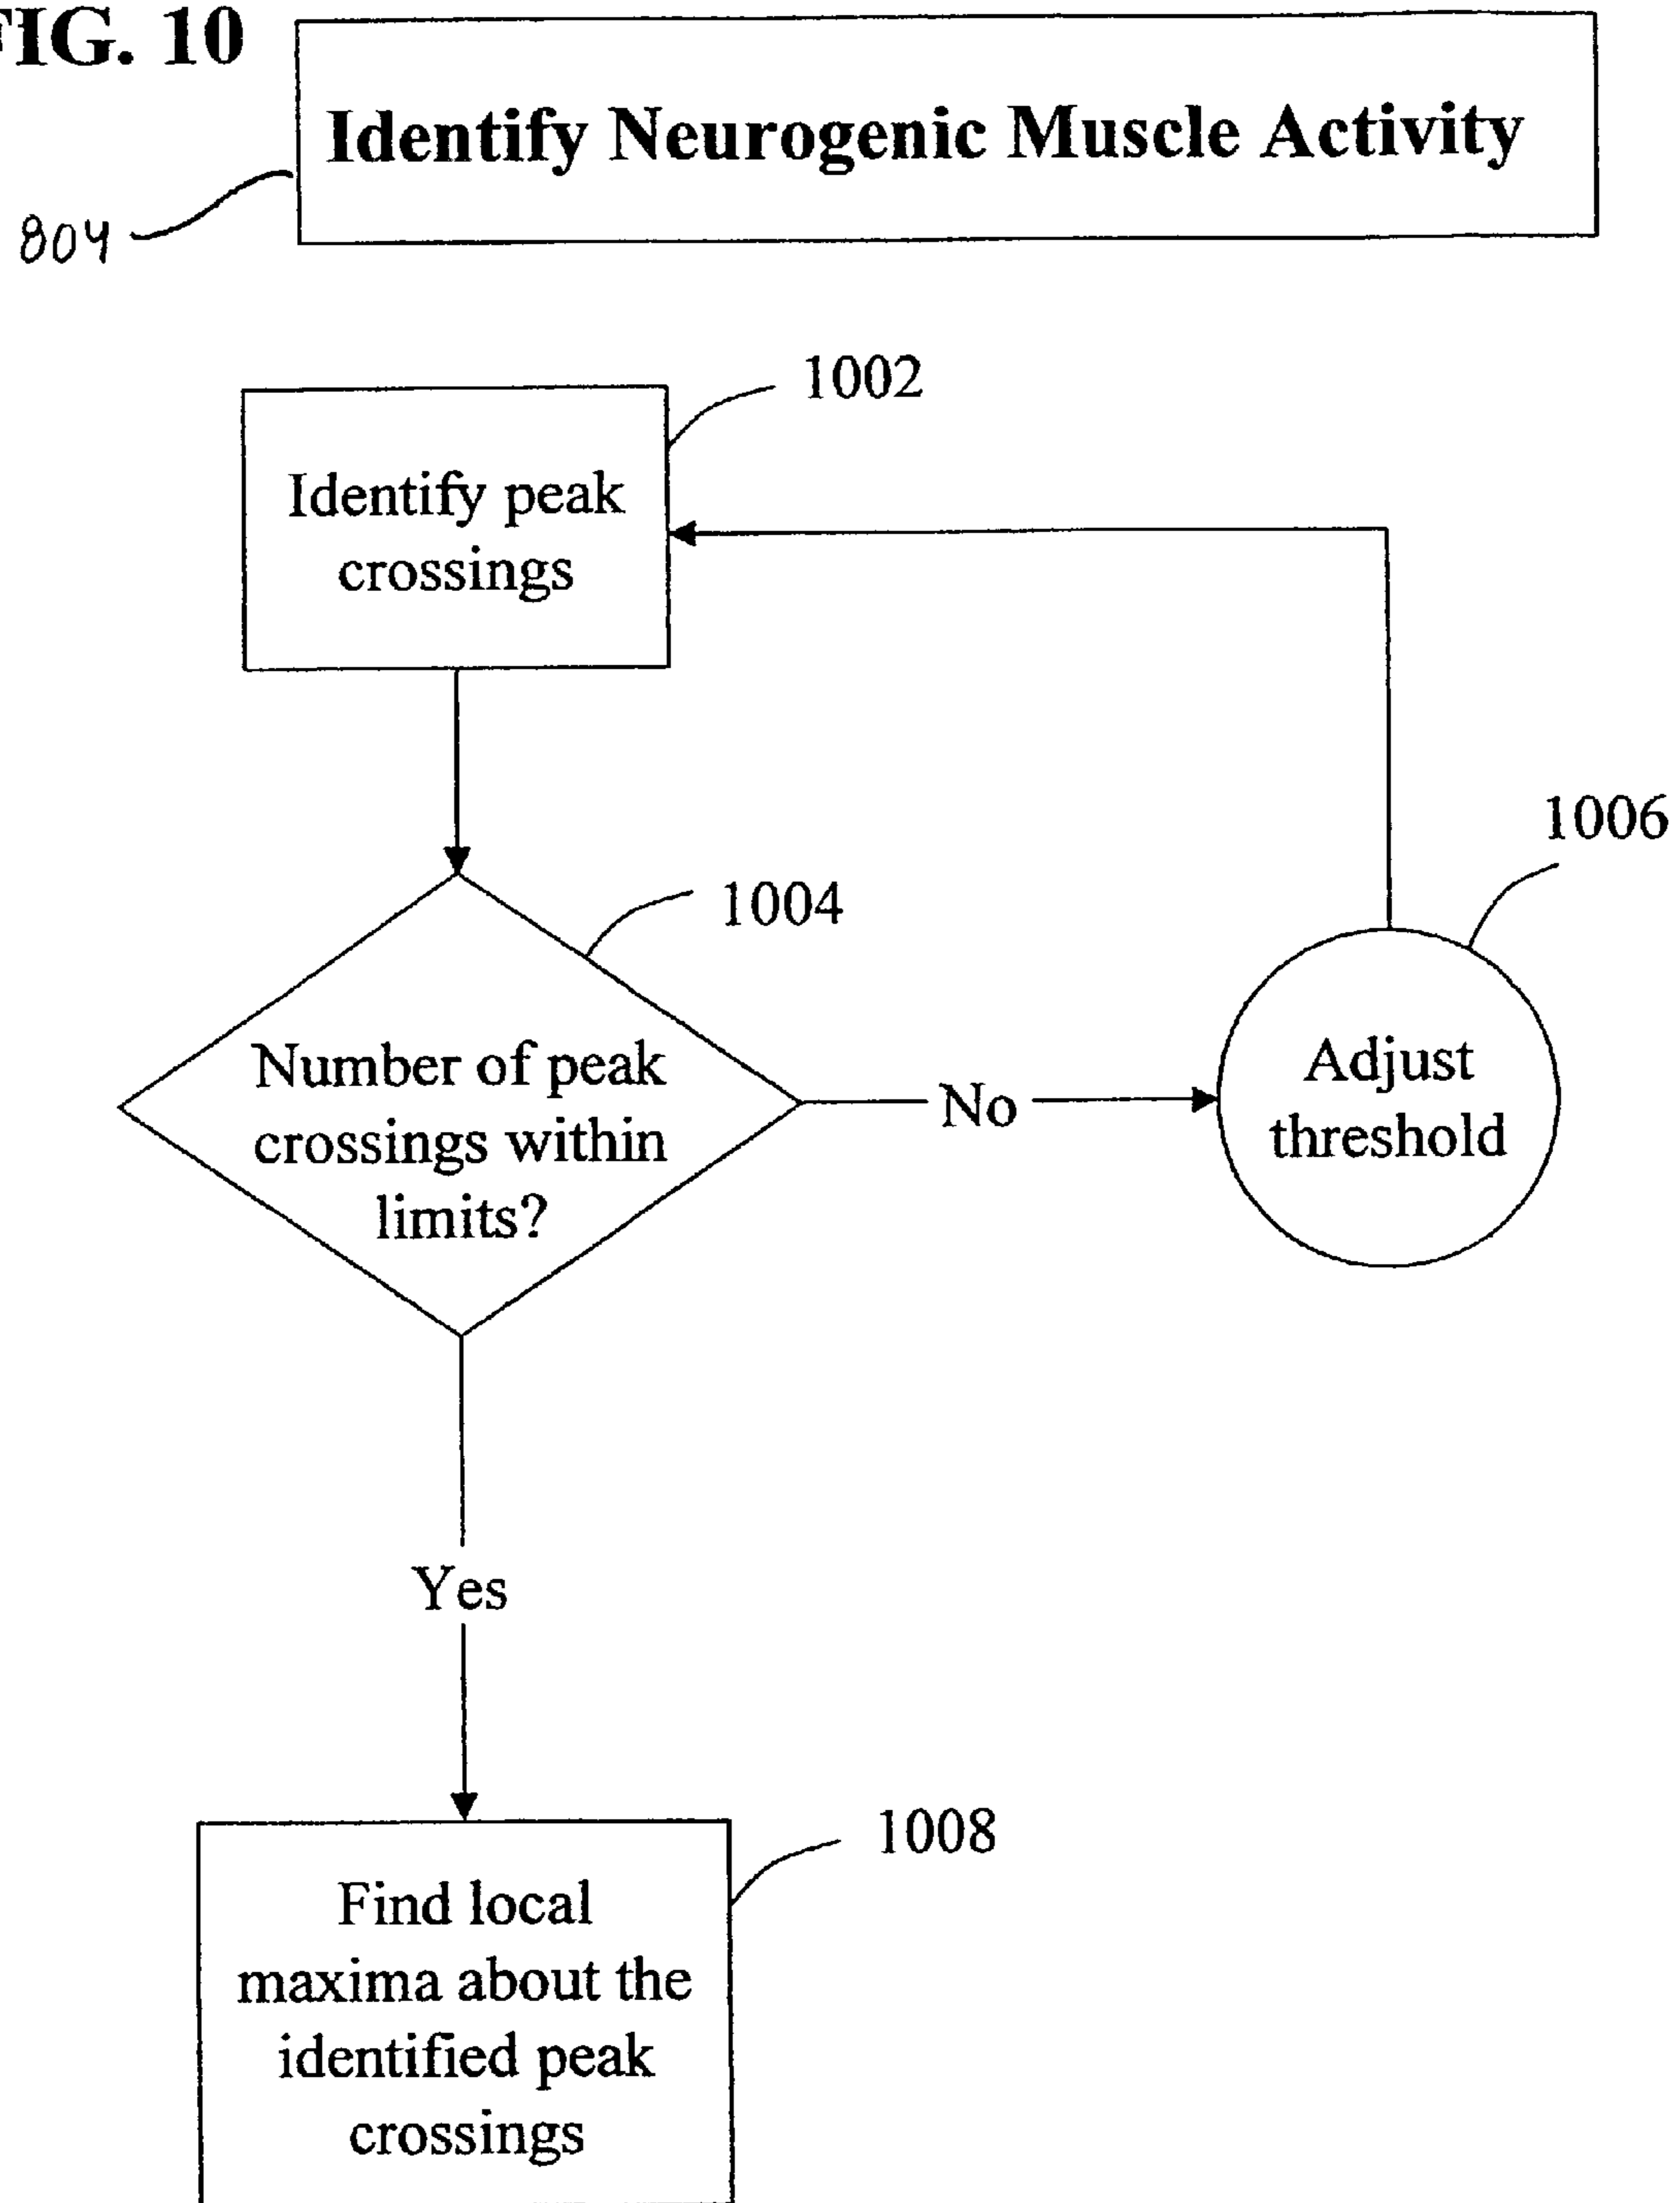 FIG. 10
Identify Neurogenic Muscle Activity
804
1002
Identify peak
crossings
1006
1004
Number of peak
crossings within
limits?
No
Adjust
threshold
Yes
1008
Find local
maxima about the
identified peak
crossings